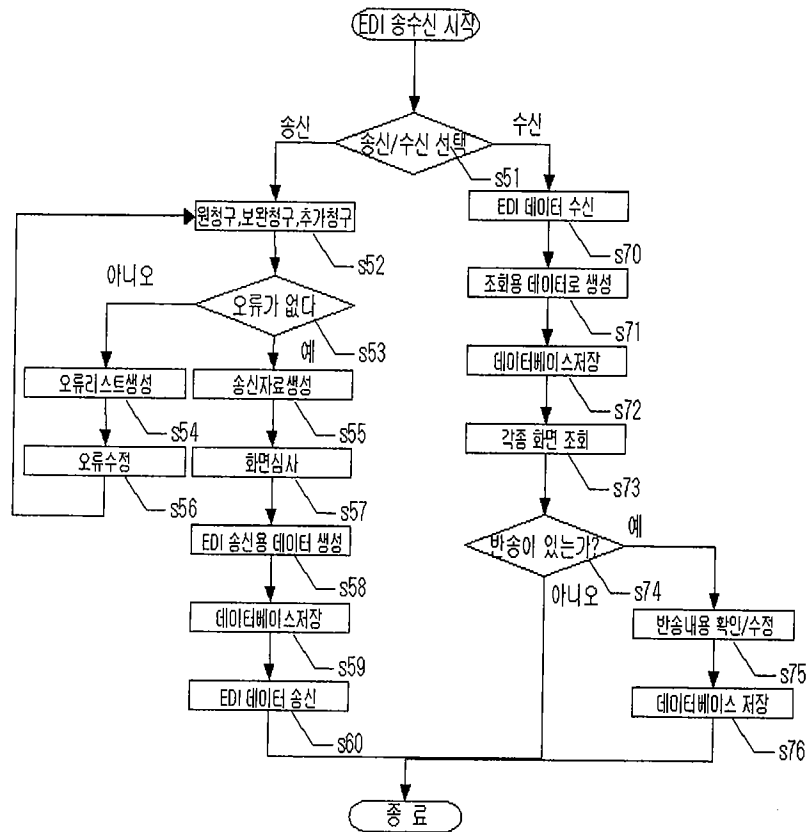 EDI 송수신 시작
송신
수신
송신/수신 선택
s51
원청구,보완청구,추가청구
s52
EDI 데이터 수신
s70
아니오
오류가 없다
s53
예
조회용 데이터로 생성
s71
오류리스트생성
s54
송신자료생성
s55
데이터베이스저장
s72
오류수정
s56
화면심사
s57
각종 화면 조회
s73
EDI 송신용 데이터 생성
s58
반송이 있는가?
s74
예
아니오
데이터베이스저장
s59
반송내용 확인/수정
s75
EDI 데이터 송신
s60
데이터베이스 저장
s76
종 료